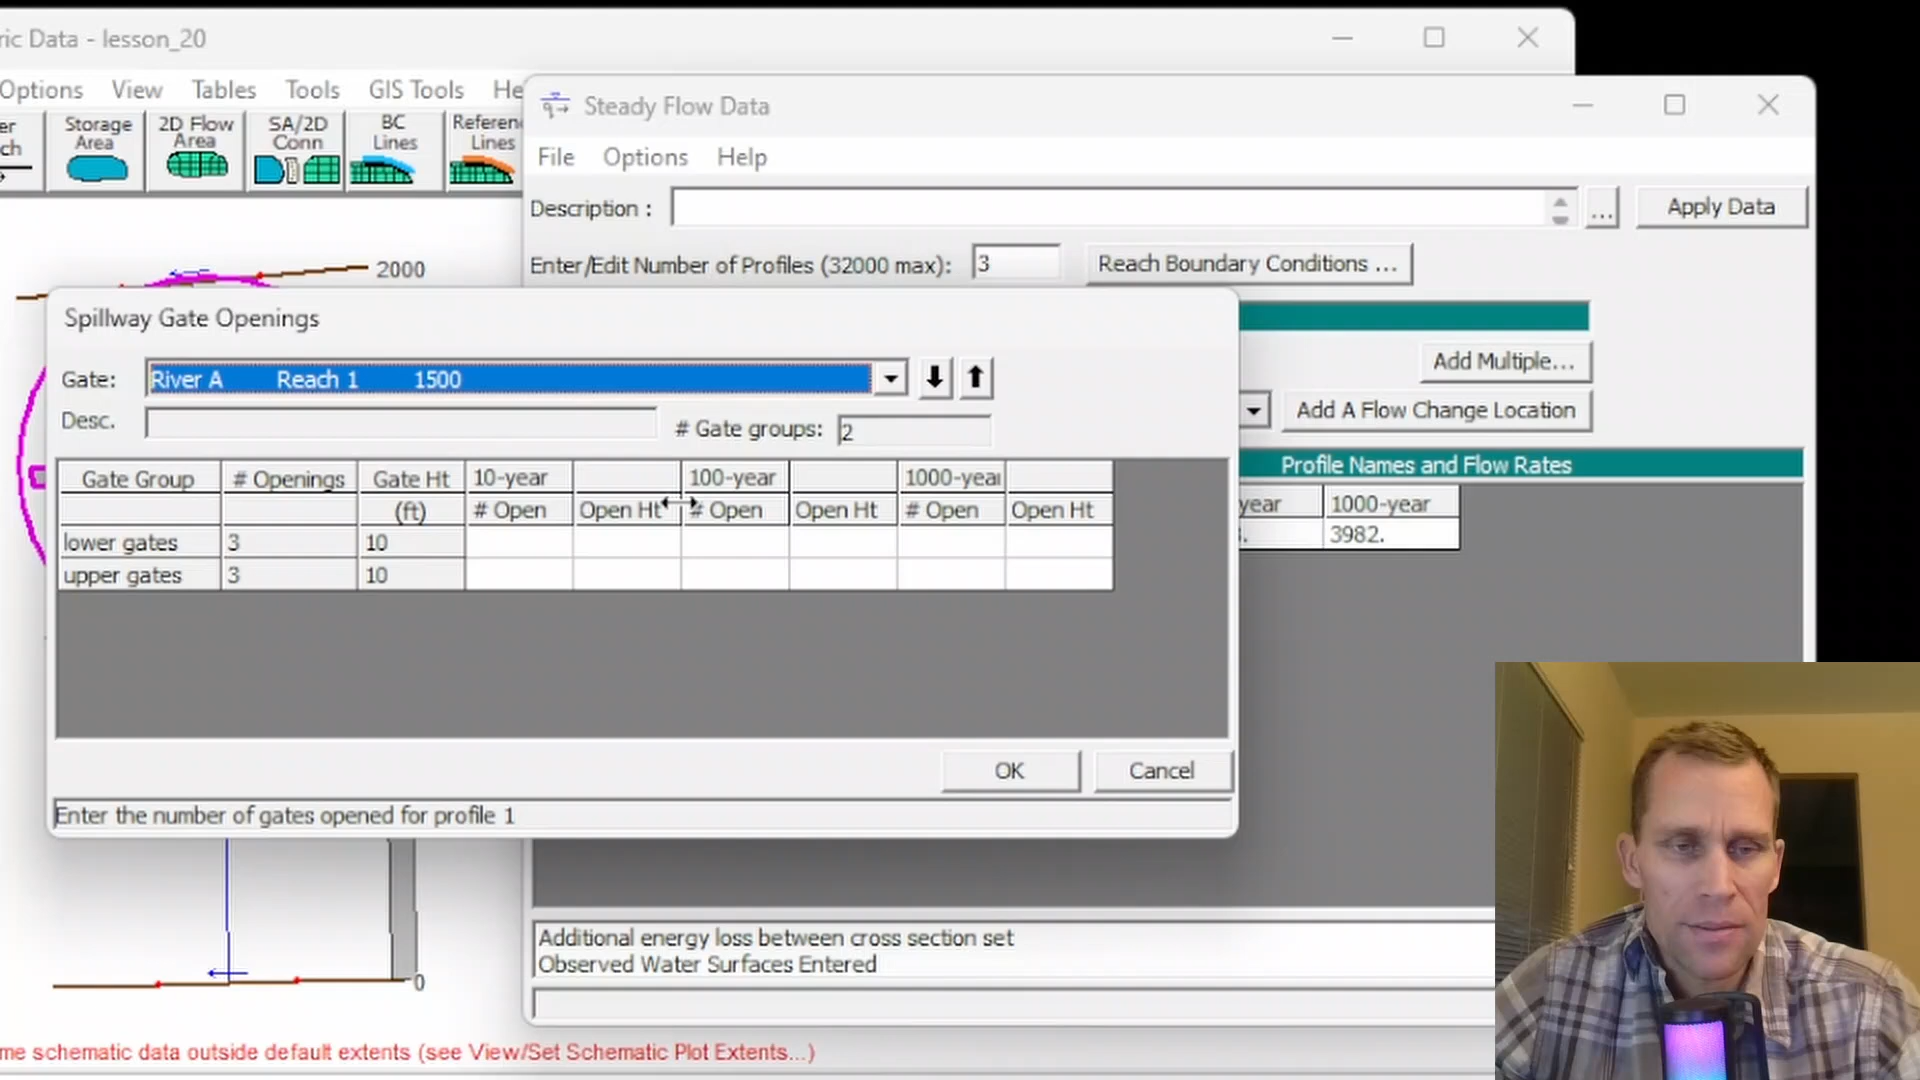 ric Data - lesson_20
Options View Tables Tools GIS Tools He
er
ch
Storage
Area
2D Flow
Area
SA/2D
Conn
BC
Lines
Referen
Lines
2000
0
me schematic data outside default extents (see View/Set Schematic Plot Extents...)
Steady Flow Data
File Options Help
Description :
...
Apply Data
Enter/Edit Number of Profiles (32000 max): 3
Reach Boundary Conditions ...
Add Multiple...
Add A Flow Change Location
Profile Names and Flow Rates
year 1000-year
3982.
Additional energy loss between cross section set
Observed Water Surfaces Entered
Spillway Gate Openings
Gate: River A Reach 1 1500
Desc. # Gate groups: 2
Gate Group # Openings Gate Ht 10-year 100-year 1000-year
(ft) # Open Open Ht # Open Open Ht # Open Open Ht
lower gates 3 10
upper gates 3 10
OK Cancel
Enter the number of gates opened for profile 1